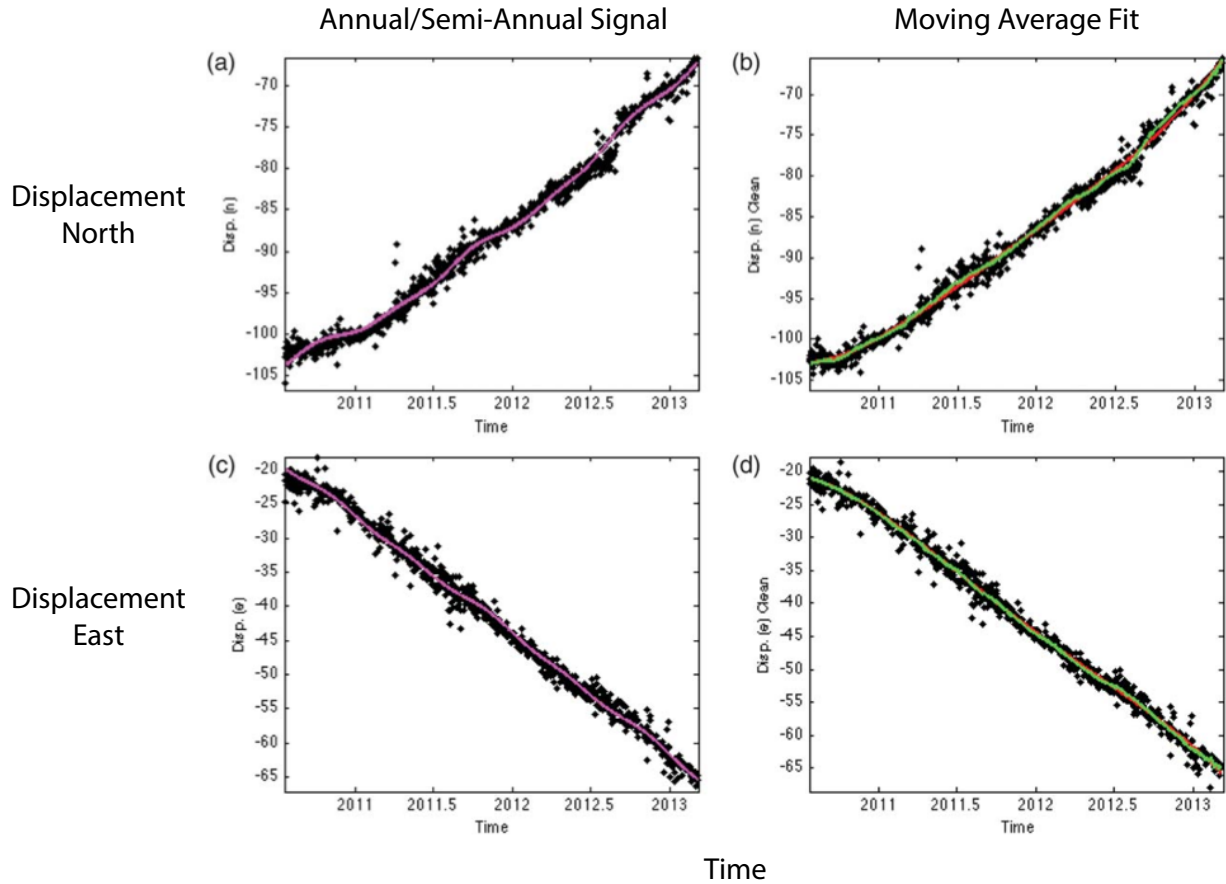 Annual/Semi-Annual Signal
Moving Average Fit
Displacement
North
(a)
Disp. (n)
-70
-75
-80
-85
-90
-95
-100
-105
2011
2011.5
2012
2012.5
2013
Time
(b)
Disp. (n) Clean
-70
-75
-80
-85
-90
-95
-100
-105
2011
2011.5
2012
2012.5
2013
Time
Displacement
East
(c)
Disp. (e)
-20
-25
-30
-35
-40
-45
-50
-55
-60
-65
2011
2011.5
2012
2012.5
2013
Time
(d)
Disp. (e) Clean
-20
-25
-30
-35
-40
-45
-50
-55
-60
-65
2011
2011.5
2012
2012.5
2013
Time
Time